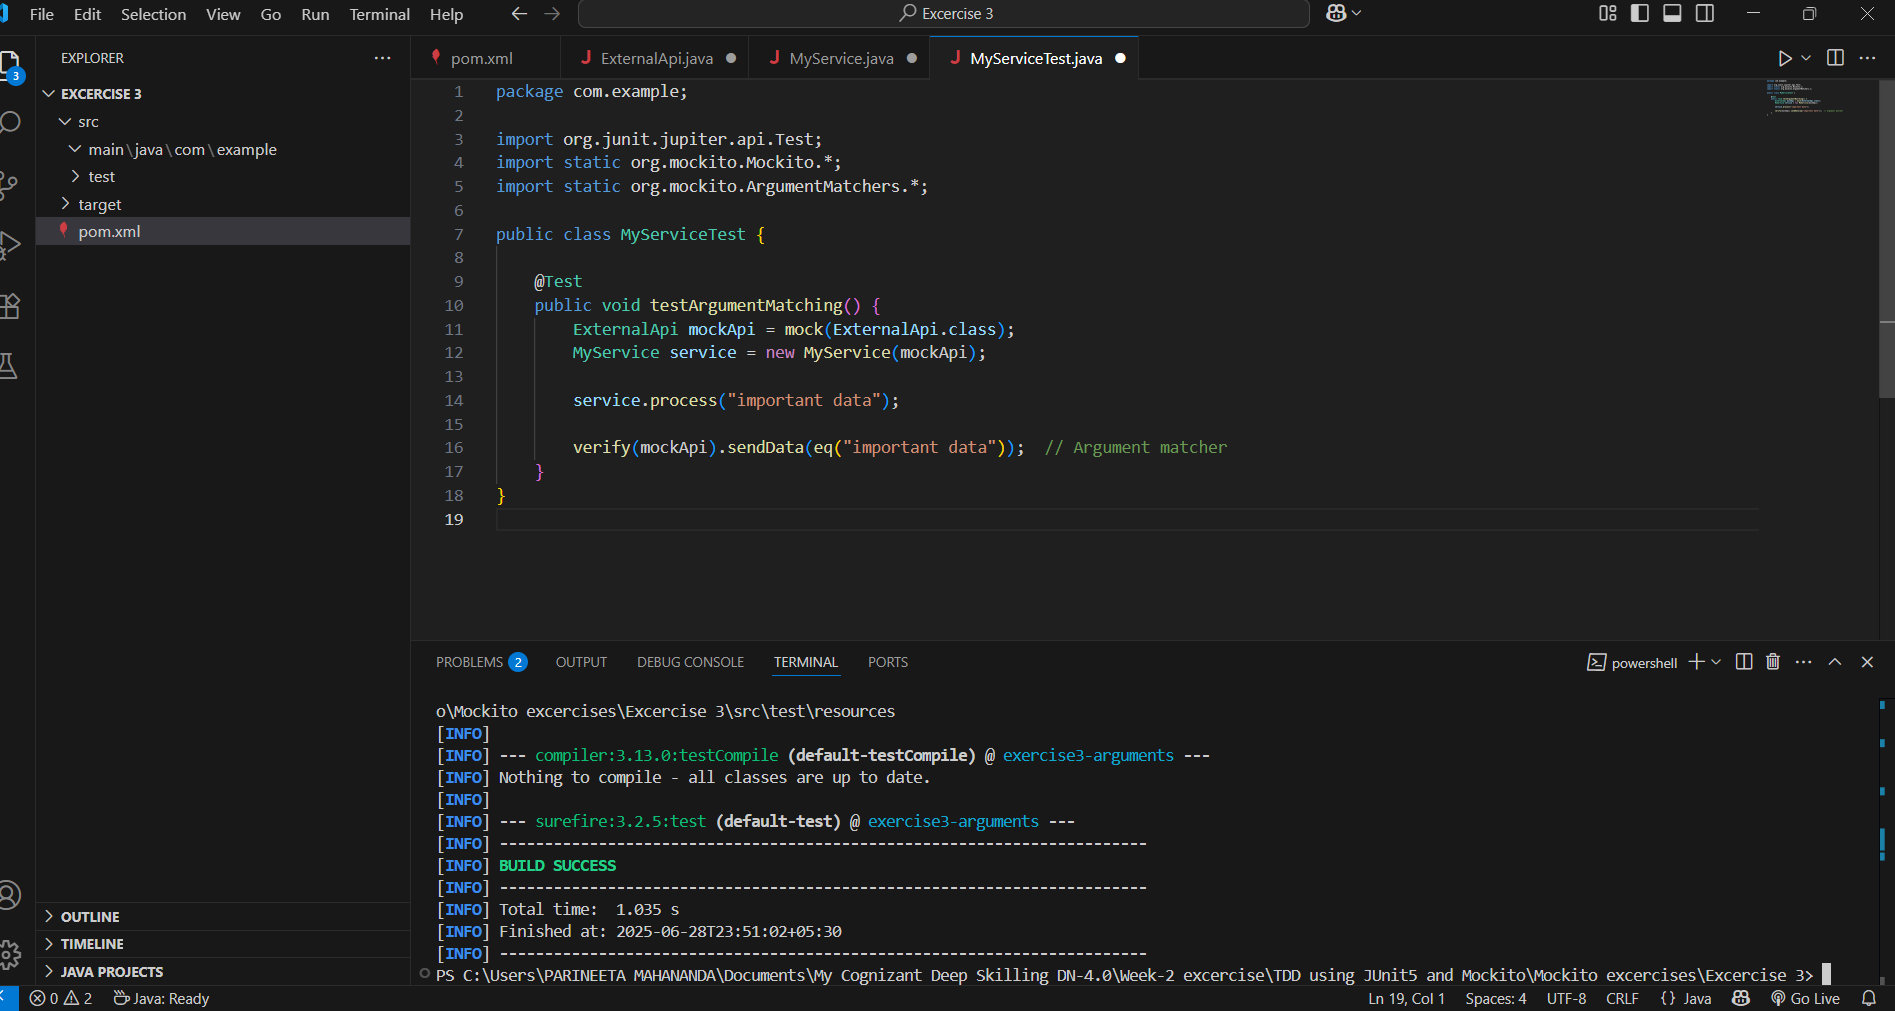 File Edit Selection View Go Run Terminal Help
Excercise 3
EXPLORER
EXCERCISE 3
src
main\java\com\example
test
target
pom.xml
OUTLINE
TIMELINE
JAVA PROJECTS
3
pom.xml
J ExternalApi.java
J MyService.java
J MyServiceTest.java
1 package com.example;
2
3 import org.junit.jupiter.api.Test;
4 import static org.mockito.Mockito.*;
5 import static org.mockito.ArgumentMatchers.*;
6
7 public class MyServiceTest {
8
9 @Test
10 public void testArgumentMatching() {
11 ExternalApi mockApi = mock(ExternalApi.class);
12 MyService service = new MyService(mockApi);
13
14 service.process("important data");
15
16 verify(mockApi).sendData(eq("important data")); // Argument matcher
17 }
18 }
19
PROBLEMS 2 OUTPUT DEBUG CONSOLE TERMINAL PORTS
powershell
o\Mockito excercises\Excercise 3\src\test\resources
[INFO]
[INFO] --- compiler:3.13.0:testCompile (default-testCompile) @ exercise3-arguments ---
[INFO] Nothing to compile - all classes are up to date.
[INFO]
[INFO] --- surefire:3.2.5:test (default-test) @ exercise3-arguments ---
[INFO] ------------------------------------------------------------------------
[INFO] BUILD SUCCESS
[INFO] ------------------------------------------------------------------------
[INFO] Total time:  1.035 s
[INFO] Finished at: 2025-06-28T23:51:02+05:30
[INFO] ------------------------------------------------------------------------
PS C:\Users\PARINEETA MAHANANDA\Documents\My Cognizant Deep Skilling DN-4.0\Week-2 excercise\TDD using JUnit5 and Mockito\Mockito excercises\Excercise 3>
0 2 Java: Ready
Ln 19, Col 1 Spaces: 4 UTF-8 CRLF {} Java Go Live